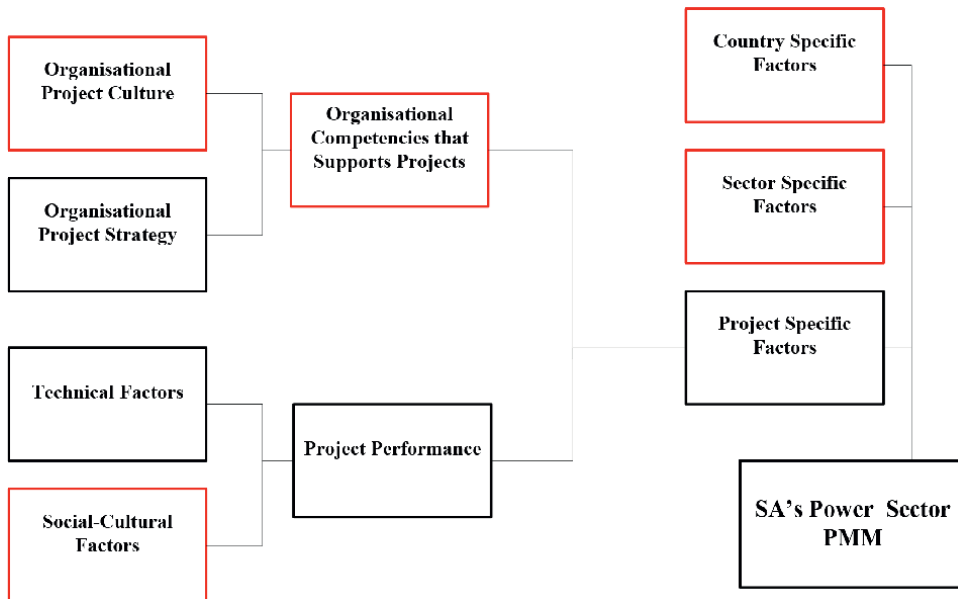 Organisational
Project Culture
Organisational
Project Strategy
Technical Factors
Social-Cultural
Factors
Organisational
Competencies that
Supports Projects
Project Performance
Country Specific
Factors
Sector Specific
Factors
Project Specific
Factors
SA's Power Sector
PMM